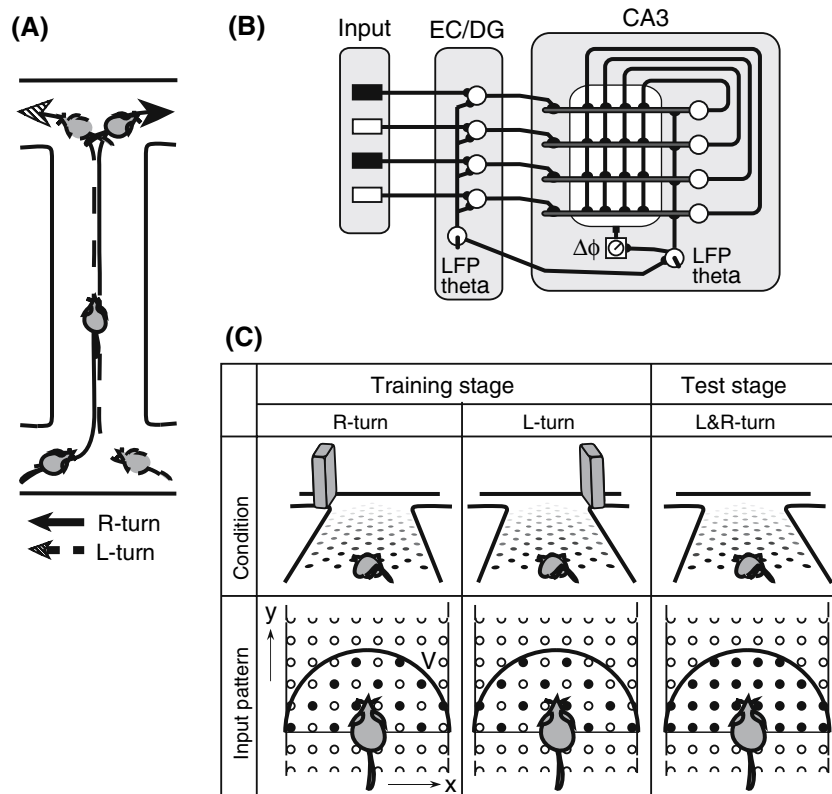 (A)
R-turn
L-turn
(B)
Input
EC/DG
CA3
LFP
theta
Δϕ
LFP
theta
(C)
Training stage
Test stage
R-turn
L-turn
L&R-turn
Condition
Input pattern
y
V
x